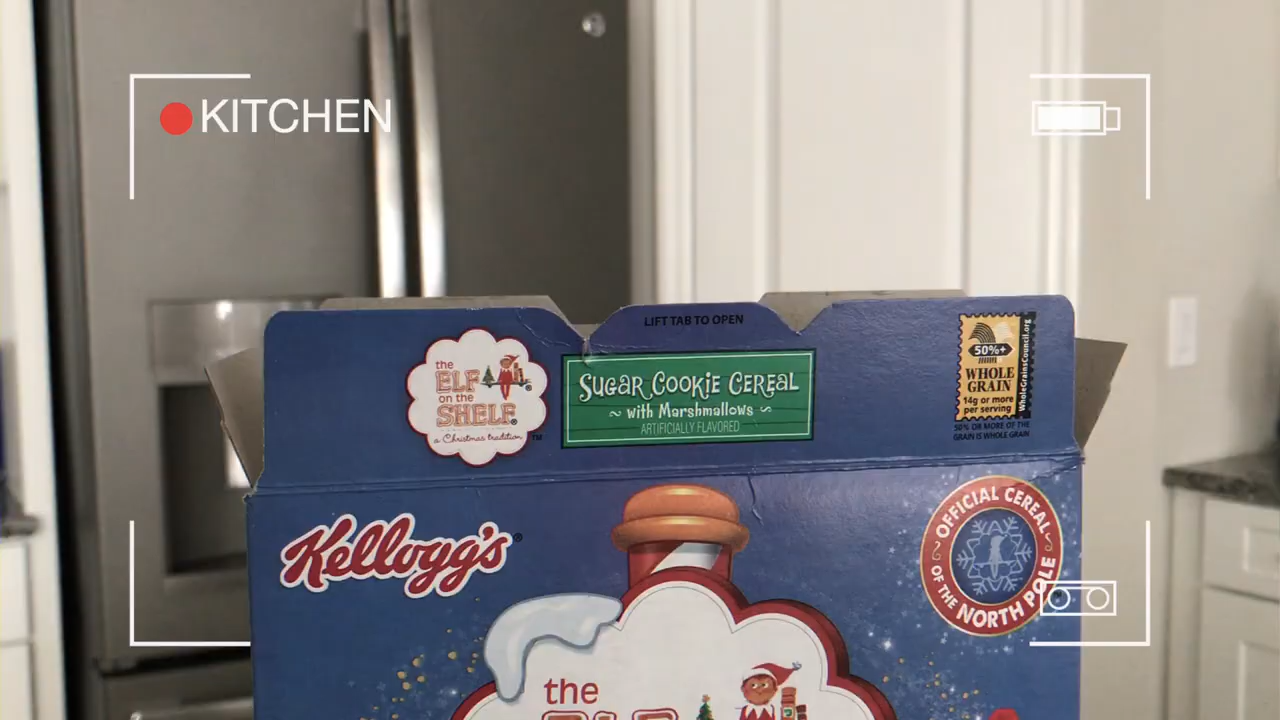 KITCHEN
LIFT TAB TO OPEN
the
ELF
on the
SHELF®
a Christmas tradition
TM
SUGAR COOKIE CEREAL
~ with Marshmallows ~
ARTIFICIALLY FLAVORED
50%+
WHOLE
GRAIN
14g or more
per serving
WholeGrainsCouncil.org
50% OR MORE OF THE
GRAIN IS WHOLE GRAIN
Kellogg's®
OFFICIAL CEREAL
OF THE NORTH POLE
the
ELF